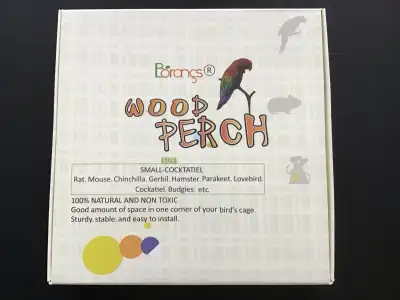 Borangs®
WOOD
PERCH
SIZE
SMALL-COCKTATIEL
Rat. Mouse. Chinchilla. Gerbil. Hamster. Parakeet. Lovebird.
Cockatiel. Budgies. etc.
100% NATURAL AND NON TOXIC
Good amount of space in one corner of your bird's cage.
Sturdy, stable, and easy to install.